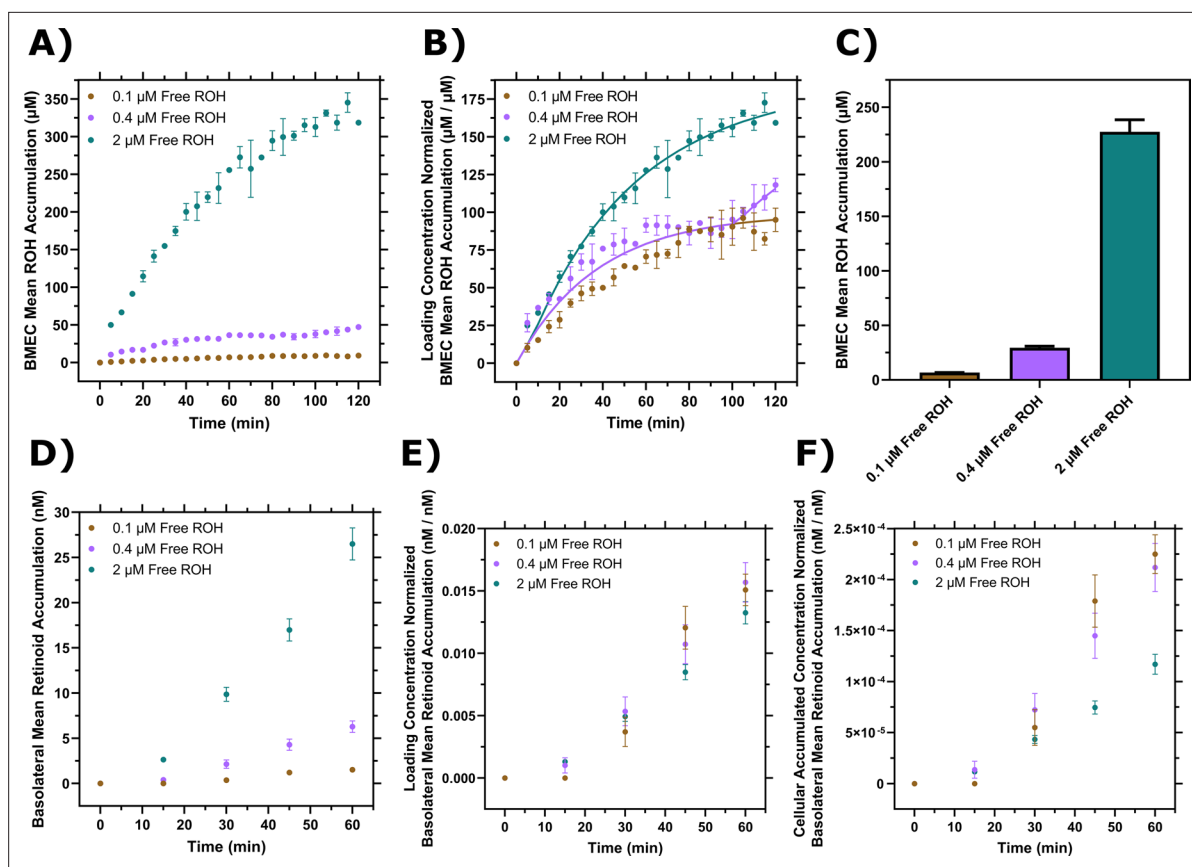 A)
BMEC Mean ROH Accumulation (µM)
350
300
250
200
150
100
50
0
0.1 µM Free ROH
0.4 µM Free ROH
2 µM Free ROH
0 20 40 60 80 100 120
Time (min)
B)
Loading Concentration Normalized
BMEC Mean ROH Accumulation (µM / µM)
175
150
125
100
75
50
25
0
0.1 µM Free ROH
0.4 µM Free ROH
2 µM Free ROH
0 20 40 60 80 100 120
Time (min)
C)
BMEC Mean ROH Accumulation (µM)
250
200
150
100
50
0
0.1 µM Free ROH
0.4 µM Free ROH
2 µM Free ROH
D)
Basolateral Mean Retinoid Accumulation (nM)
30
25
20
15
10
5
0
0.1 µM Free ROH
0.4 µM Free ROH
2 µM Free ROH
0 10 20 30 40 50 60
Time (min)
E)
Loading Concentration Normalized
Basolateral Mean Retinoid Accumulation (nM / nM)
0.020
0.015
0.010
0.005
0.000
0.1 µM Free ROH
0.4 µM Free ROH
2 µM Free ROH
0 10 20 30 40 50 60
Time (min)
F)
Cellular Accumulated Concentration Normalized
Basolateral Mean Retinoid Accumulation (nM / nM)
2.5×10⁻⁴
2×10⁻⁴
1.5×10⁻⁴
1×10⁻⁴
5×10⁻⁵
0
0.1 µM Free ROH
0.4 µM Free ROH
2 µM Free ROH
0 10 20 30 40 50 60
Time (min)